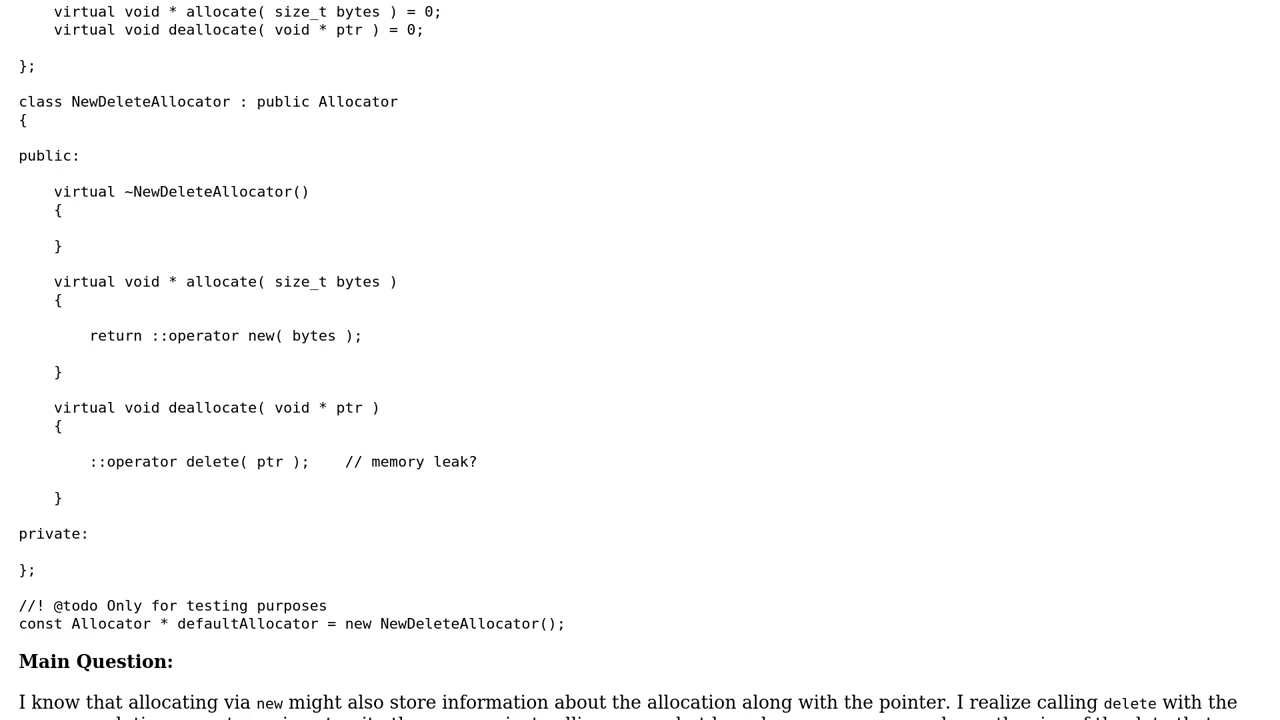 virtual void * allocate( size_t bytes ) = 0;
virtual void deallocate( void * ptr ) = 0;
};
class NewDeleteAllocator : public Allocator
{
public:
virtual ~NewDeleteAllocator()
{
}
virtual void * allocate( size_t bytes )
{
return ::operator new( bytes );
}
virtual void deallocate( void * ptr )
{
::operator delete( ptr );    // memory leak?
}
private:
};
//! @todo Only for testing purposes
const Allocator * defaultAllocator = new NewDeleteAllocator();
Main Question:
I know that allocating via new might also store information about the allocation along with the pointer. I realize calling delete with the